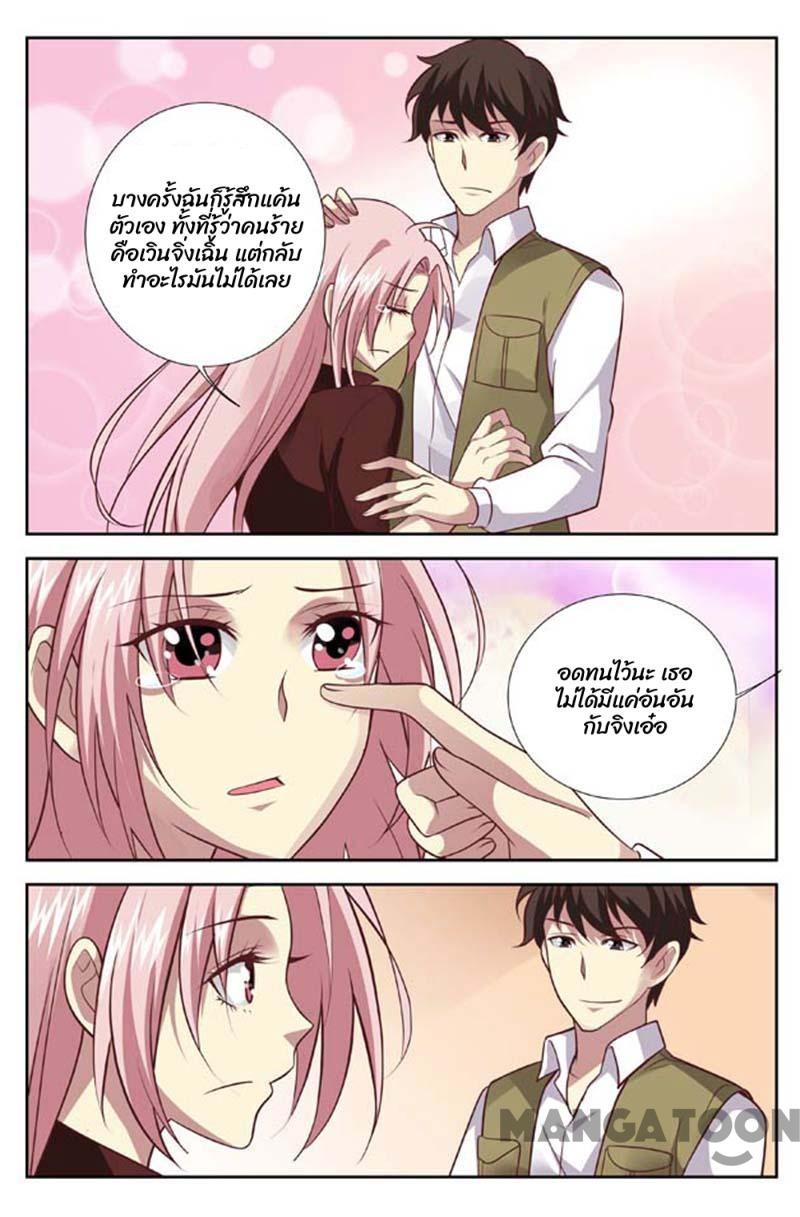 บางครั้งฉันก็รู้สึกแค้น
ตัวเอง ทั้งที่รู้ว่าคนร้าย
คือเวินจิ่งเฉิน แต่กลับ
ทำอะไรมันไม่ได้เลย
อดทนไว้นะ เธอ
ไม่ได้มีแค่อันอัน
กับจิงเอ๋อ
MANGATOON